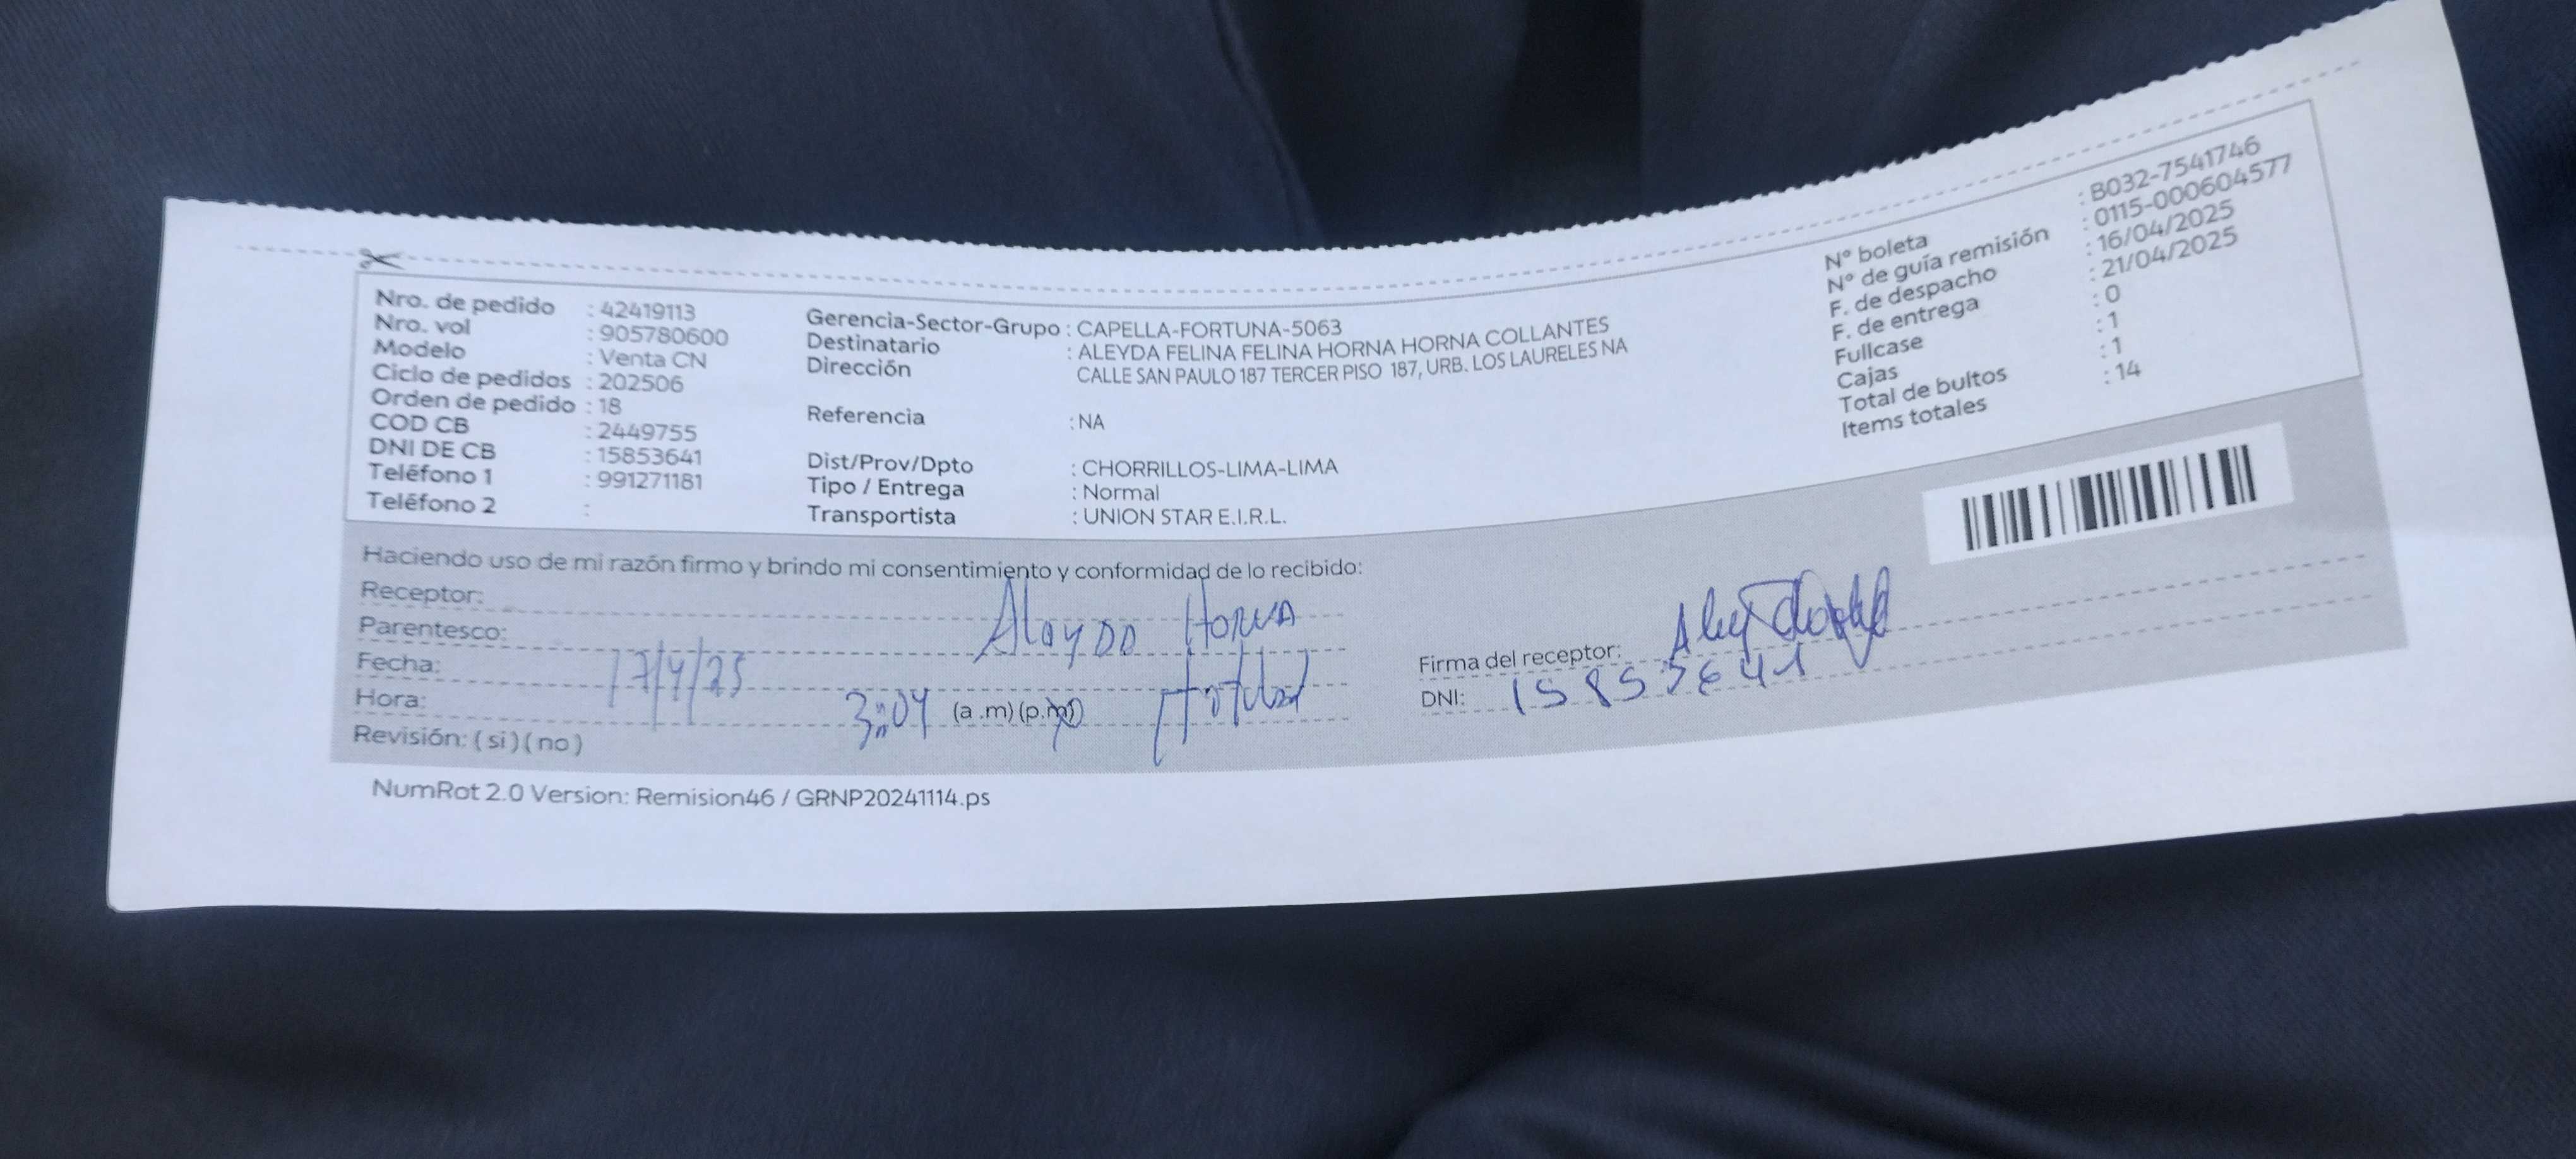 Nro. de pedido : 42419113
Nro. vol : 905780600
Modelo : Venta CN
Ciclo de pedidos : 202506
Orden de pedido : 18
COD CB : 2449755
DNI DE CB : 15853641
Teléfono 1 : 991271181
Teléfono 2 :
Gerencia-Sector-Grupo : CAPELLA-FORTUNA-5063
Destinatario : ALEYDA FELINA FELINA HORNA HORNA COLLANTES
Dirección CALLE SAN PAULO 187 TERCER PISO 187, URB. LOS LAURELES NA
Referencia : NA
Dist/Prov/Dpto : CHORRILLOS-LIMA-LIMA
Tipo / Entrega : Normal
Transportista : UNION STAR E.I.R.L.
N° boleta : B032-7541746
N° de guía remisión : 0115-000604577
F. de despacho : 16/04/2025
F. de entrega : 21/04/2025
Fullcase : 0
Cajas : 1
Total de bultos : 1
Items totales : 14
Haciendo uso de mi razón firmo y brindo mi consentimiento y conformidad de lo recibido:
Receptor:
Parentesco: Horna
Fecha: 17/4/25
Hora: 3:04 (a .m) (p.m)
Revisión: ( si ) ( no )
Firma del receptor:
DNI: 15853641
NumRot 2.0 Version: Remision46 / GRNP20241114.ps